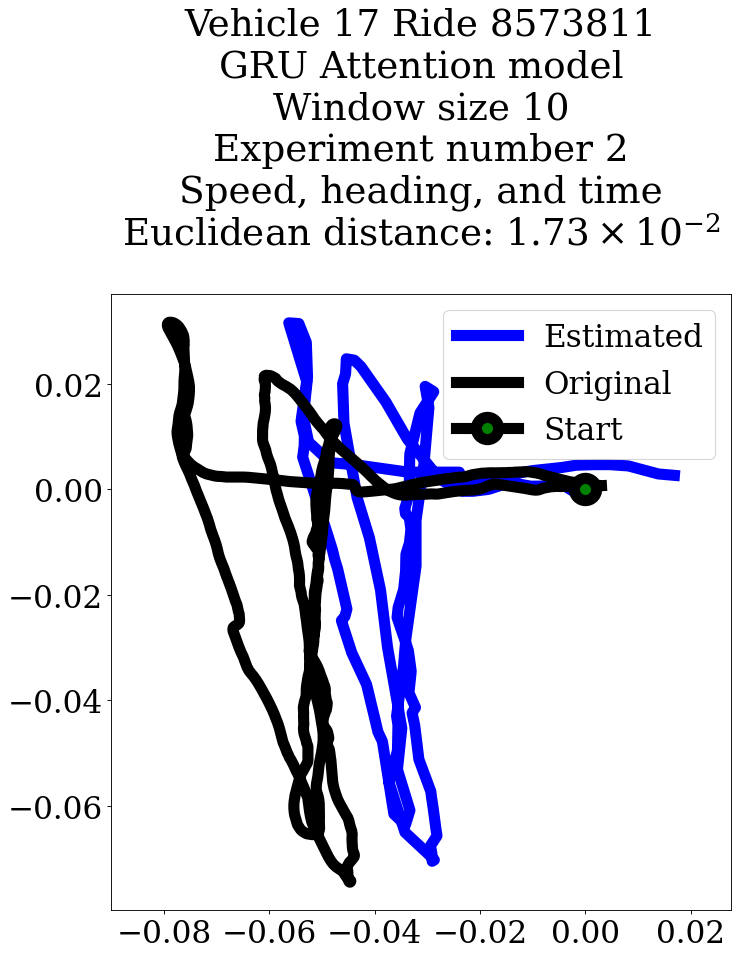 Vehicle 17 Ride 8573811
GRU Attention model
Window size 10
Experiment number 2
Speed, heading, and time
Euclidean distance: 1.73 × 10⁻²
Estimated
Original
Start
0.02
0.00
−0.02
−0.04
−0.06
−0.08 −0.06 −0.04 −0.02 0.00 0.02